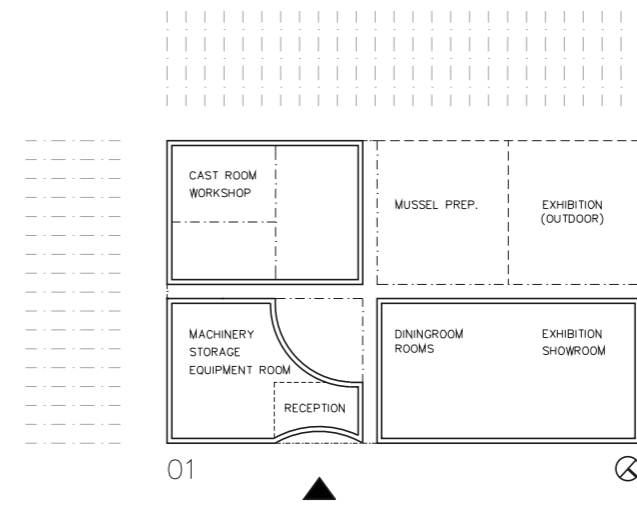 CAST ROOM
WORKSHOP
MUSSEL PREP.
EXHIBITION
(OUTDOOR)
MACHINERY
STORAGE
EQUIPMENT ROOM
RECEPTION
DININGROOM
ROOMS
EXHIBITION
SHOWROOM
01